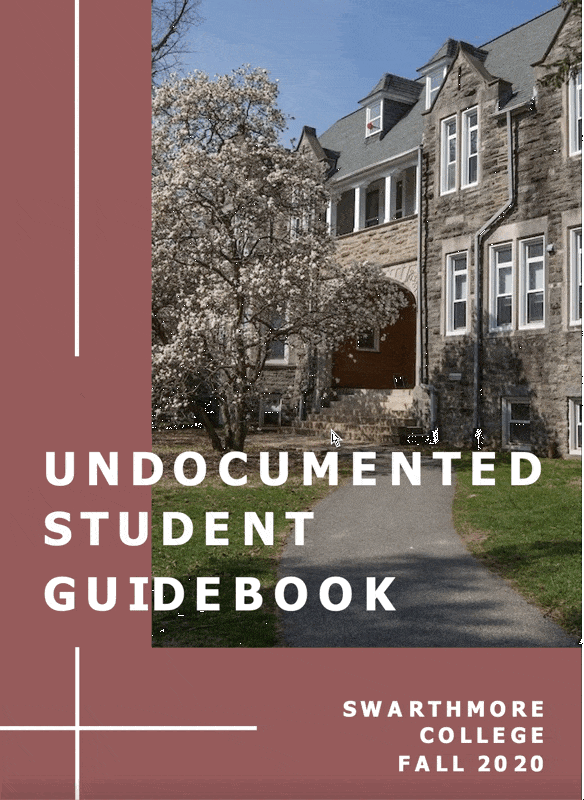 UNDOCUMENTED
STUDENT
GUIDEBOOK
SWARTHMORE
COLLEGE
FALL 2020